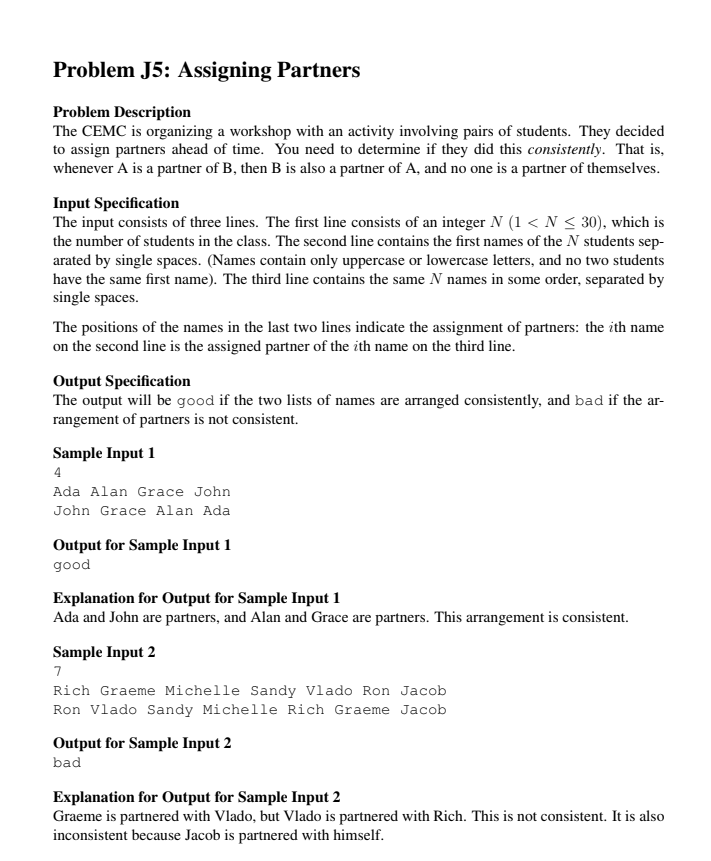 Problem J5: Assigning Partners
Problem Description
The CEMC is organizing a workshop with an activity involving pairs of students. They decided
to assign partners ahead of time. You need to determine if they did this consistently. That is,
whenever A is a partner of B, then B is also a partner of A, and no one is a partner of themselves.
Input Specification
The input consists of three lines. The first line consists of an integer N (1 < N ≤ 30), which is
the number of students in the class. The second line contains the first names of the N students sep-
arated by single spaces. (Names contain only uppercase or lowercase letters, and no two students
have the same first name). The third line contains the same N names in some order, separated by
single spaces.
The positions of the names in the last two lines indicate the assignment of partners: the ith name
on the second line is the assigned partner of the ith name on the third line.
Output Specification
The output will be good if the two lists of names are arranged consistently, and bad if the ar-
rangement of partners is not consistent.
Sample Input 1
4
Ada Alan Grace John
John Grace Alan Ada
Output for Sample Input 1
good
Explanation for Output for Sample Input 1
Ada and John are partners, and Alan and Grace are partners. This arrangement is consistent.
Sample Input 2
7
Rich Graeme Michelle Sandy Vlado Ron Jacob
Ron Vlado Sandy Michelle Rich Graeme Jacob
Output for Sample Input 2
bad
Explanation for Output for Sample Input 2
Graeme is partnered with Vlado, but Vlado is partnered with Rich. This is not consistent. It is also
inconsistent because Jacob is partnered with himself.